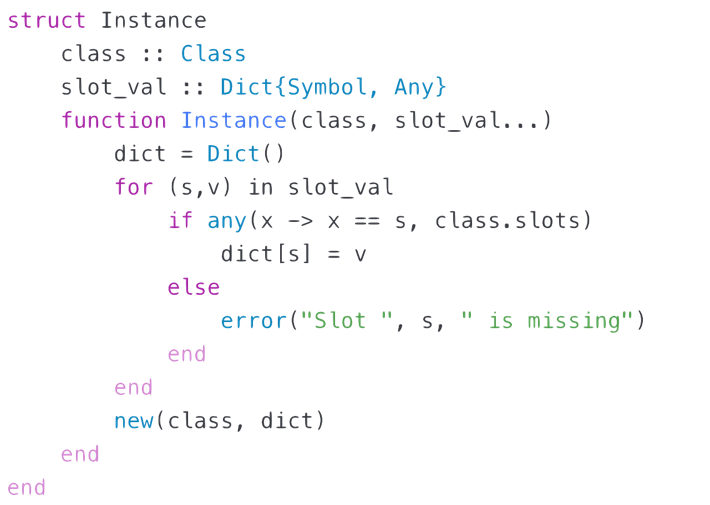 struct Instance
    class :: Class
    slot_val :: Dict{Symbol, Any}
    function Instance(class, slot_val...)
        dict = Dict()
        for (s,v) in slot_val
            if any(x -> x == s, class.slots)
                dict[s] = v
            else
                error("Slot ", s, " is missing")
            end
        end
        new(class, dict)
    end
end